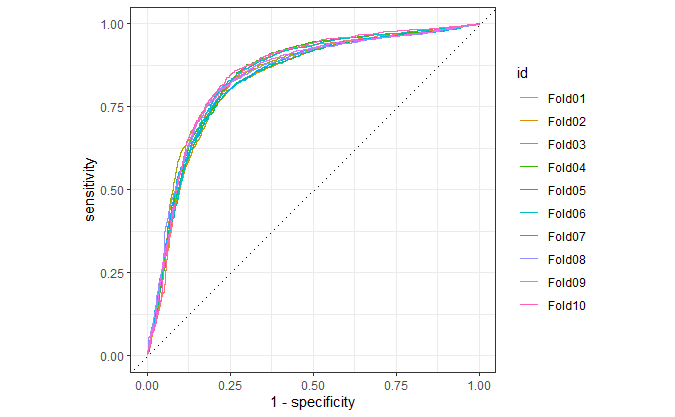 1.00
0.75
0.50
0.25
0.00
sensitivity
0.00 0.25 0.50 0.75 1.00
1 - specificity
id
Fold01
Fold02
Fold03
Fold04
Fold05
Fold06
Fold07
Fold08
Fold09
Fold10